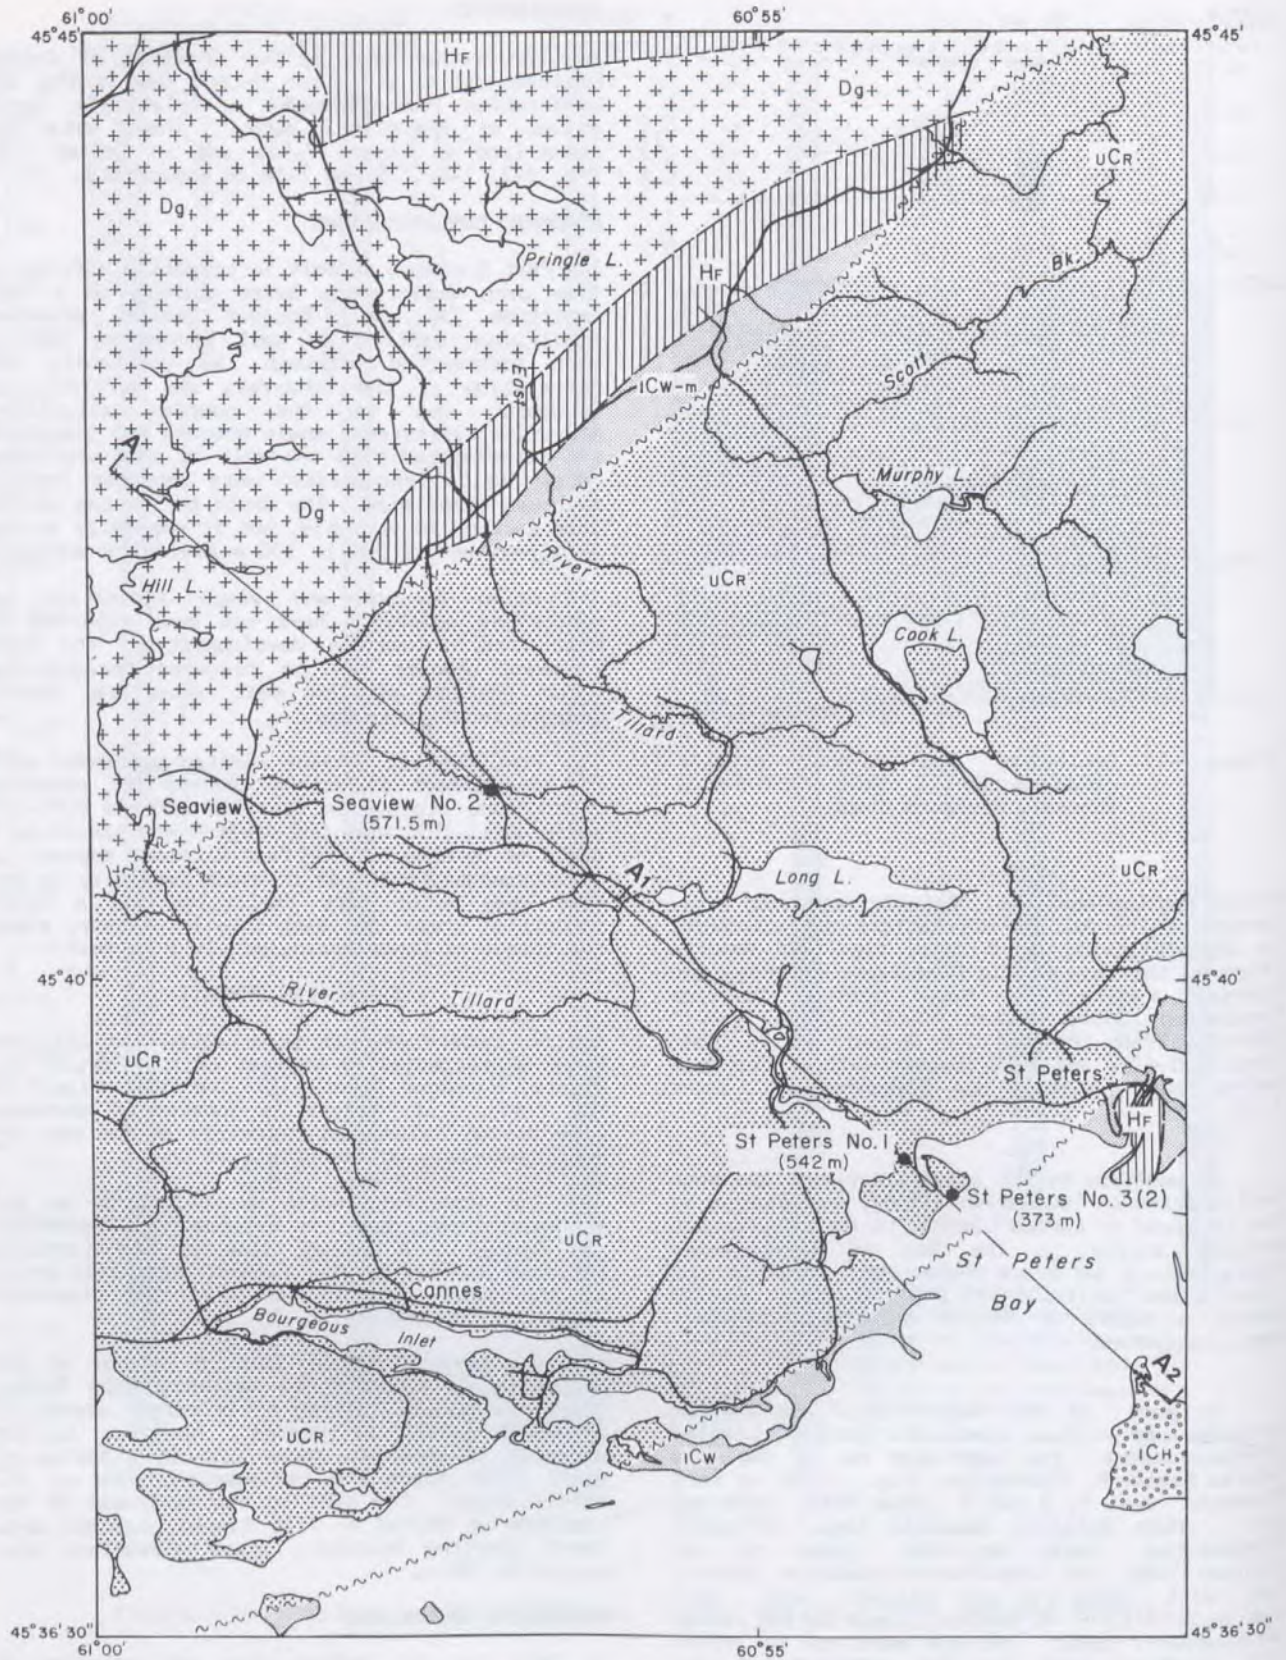 61°00'
60°55'
45°45'
45°45'
HF
Dg
uCR
Dg
Pringle L.
HF
Bk.
East
lCW-m
Scott
A
Murphy L.
Dg
River
uCR
Hill L.
Cook L.
Tillard
Seaview
Seaview No. 2
(571.5 m)
A1
Long L.
uCR
45°40'
45°40'
River Tillard
uCR
St Peters
HF
St Peters No. 1
(542 m)
St Peters No. 3(2)
(373 m)
uCR
St Peters
Bay
Cannes
Bourgeous Inlet
A2
uCR
lCW
lCH
45°36'30"
45°36'30"
61°00'
60°55'